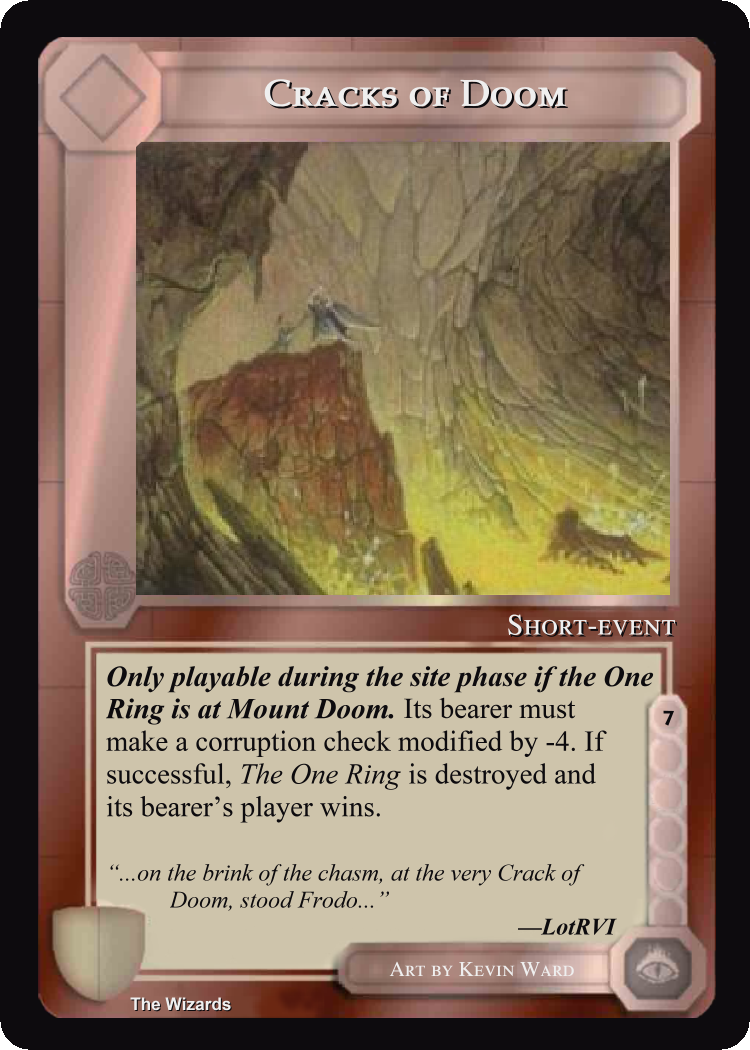 Cracks of Doom
Short-event
Only playable during the site phase if the One
Ring is at Mount Doom. Its bearer must
make a corruption check modified by -4. If
successful, The One Ring is destroyed and
its bearer's player wins.
7
“...on the brink of the chasm, at the very Crack of
Doom, stood Frodo...”
—LotRVI
Art by Kevin Ward
The Wizards